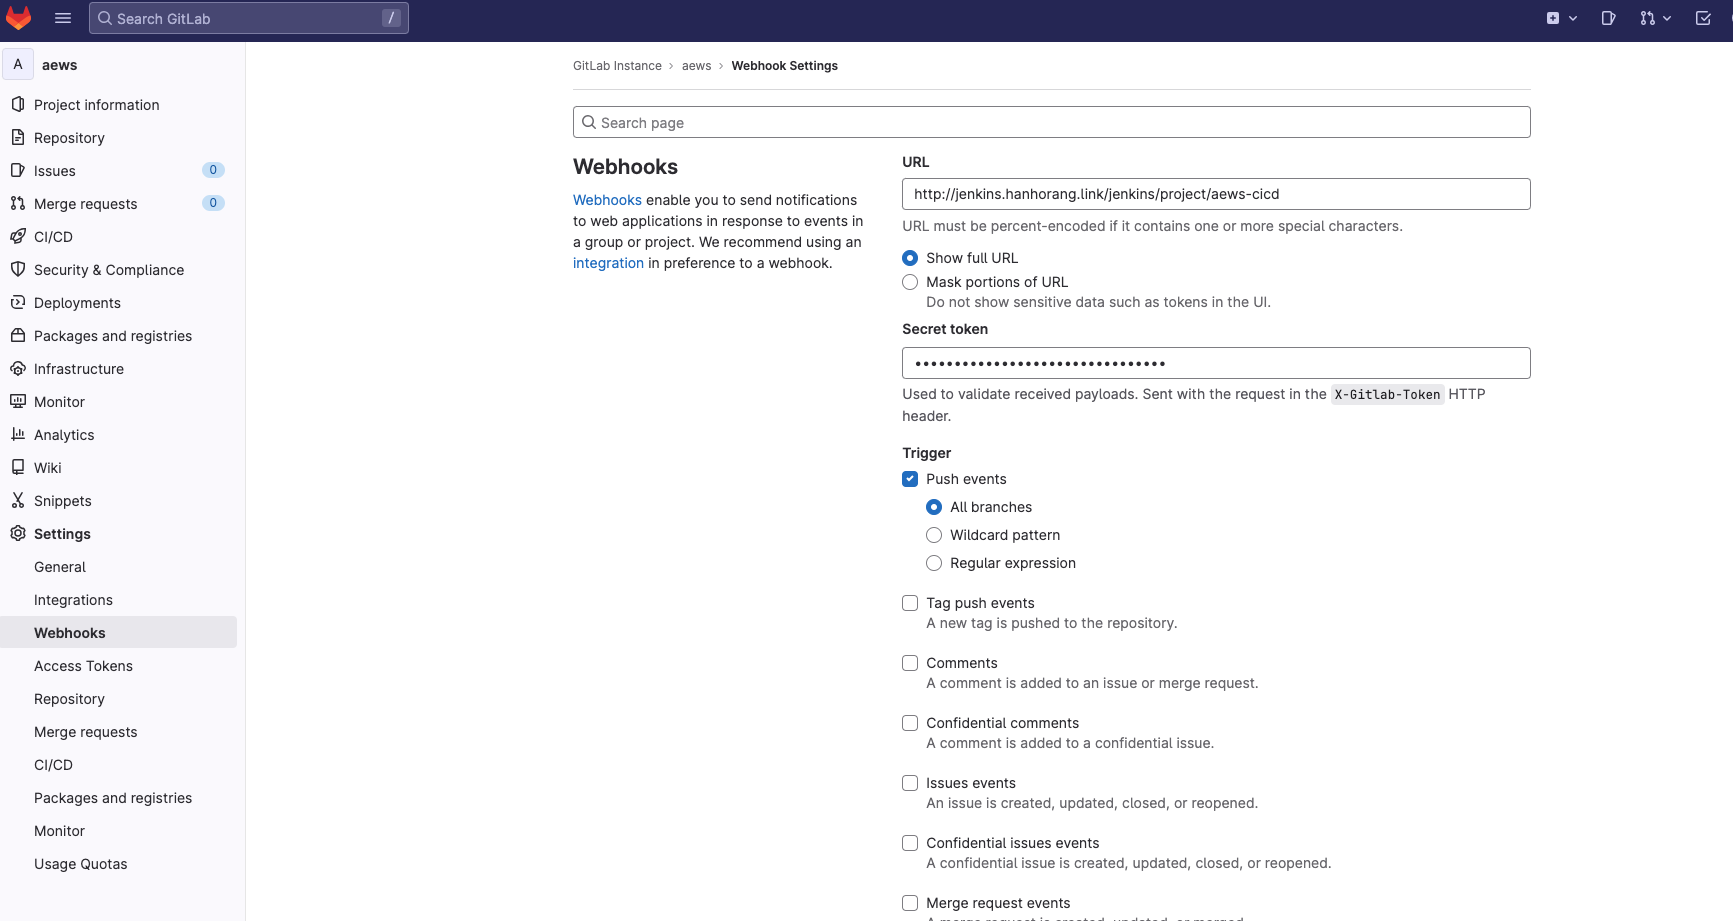 Search GitLab
/
A
aews
Project information
Repository
Issues
0
Merge requests
0
CI/CD
Security & Compliance
Deployments
Packages and registries
Infrastructure
Monitor
Analytics
Wiki
Snippets
Settings
General
Integrations
Webhooks
Access Tokens
Repository
Merge requests
CI/CD
Packages and registries
Monitor
Usage Quotas
GitLab Instance › aews › Webhook Settings
Search page
Webhooks
Webhooks enable you to send notifications
to web applications in response to events in
a group or project. We recommend using an
integration in preference to a webhook.
URL
http://jenkins.hanhorang.link/jenkins/project/aews-cicd
URL must be percent-encoded if it contains one or more special characters.
Show full URL
Mask portions of URL
Do not show sensitive data such as tokens in the UI.
Secret token
••••••••••••••••••••••••••••••••
Used to validate received payloads. Sent with the request in the X-Gitlab-Token HTTP
header.
Trigger
Push events
All branches
Wildcard pattern
Regular expression
Tag push events
A new tag is pushed to the repository.
Comments
A comment is added to an issue or merge request.
Confidential comments
A comment is added to a confidential issue.
Issues events
An issue is created, updated, closed, or reopened.
Confidential issues events
A confidential issue is created, updated, closed, or reopened.
Merge request events
A merge request is created, updated, or merged.